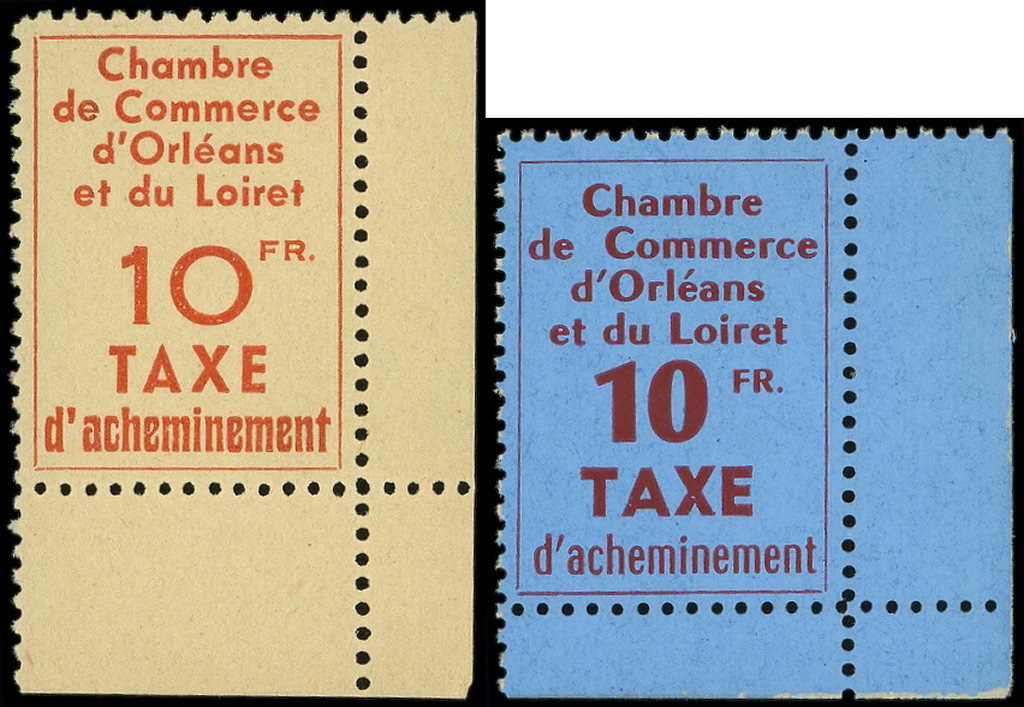 Chambre
de Commerce
d'Orléans
et du Loiret
10 FR.
TAXE
d'acheminement
Chambre
de Commerce
d'Orléans
et du Loiret
10 FR.
TAXE
d'acheminement